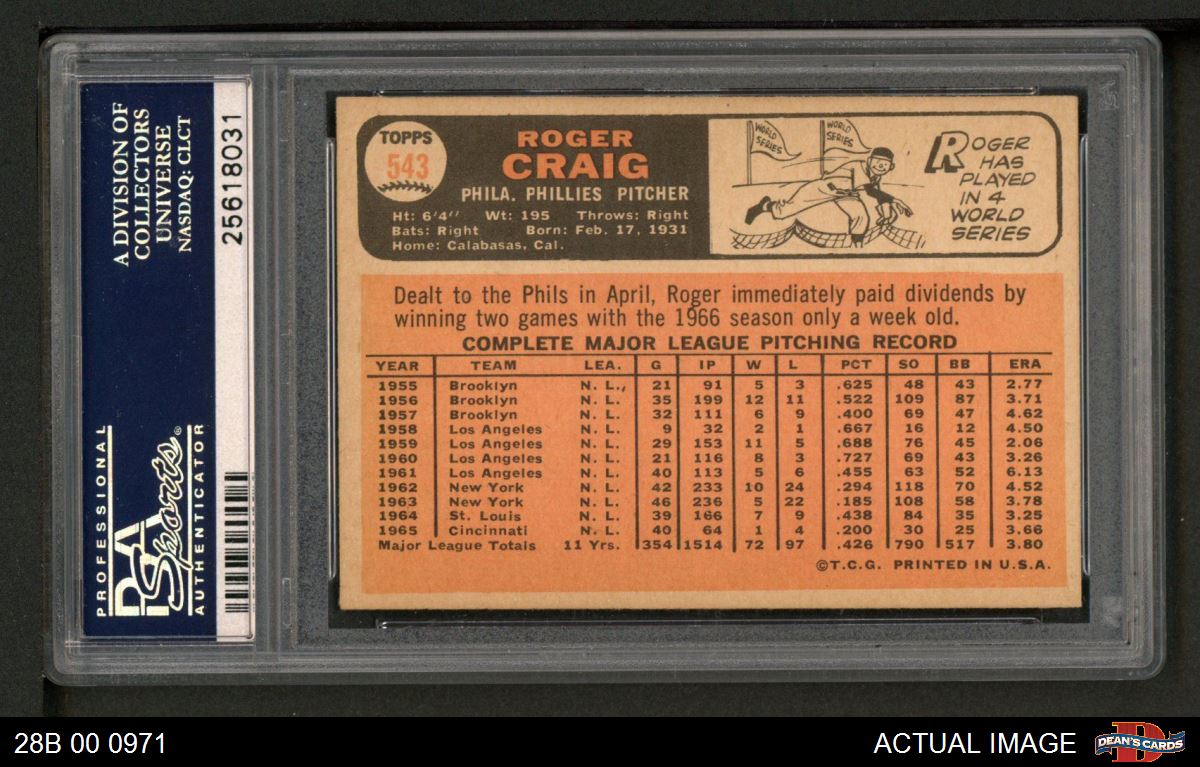 A DIVISION OF
COLLECTORS
UNIVERSE
NASDAQ: CLCT
25618031
PROFESSIONAL
PSA
Sports®
AUTHENTICATOR
TOPPS
543
ROGER
CRAIG
PHILA. PHILLIES PITCHER
Ht: 6'4'' Wt: 195 Throws: Right
Bats: Right Born: Feb. 17, 1931
Home: Calabasas, Cal.
WORLD
SERIES
WORLD
SERIES
ROGER
HAS
PLAYED
IN 4
WORLD
SERIES
Dealt to the Phils in April, Roger immediately paid dividends by
winning two games with the 1966 season only a week old.
COMPLETE MAJOR LEAGUE PITCHING RECORD
YEAR TEAM LEA. G IP W L PCT SO BB ERA
1955 Brooklyn N. L., 21 91 5 3 .625 48 43 2.77
1956 Brooklyn N. L. 35 199 12 11 .522 109 87 3.71
1957 Brooklyn N. L. 32 111 6 9 .400 69 47 4.62
1958 Los Angeles N. L. 9 32 2 1 .667 16 12 4.50
1959 Los Angeles N. L. 29 153 11 5 .688 76 45 2.06
1960 Los Angeles N. L. 21 116 8 3 .727 69 43 3.26
1961 Los Angeles N. L. 40 113 5 6 .455 63 52 6.13
1962 New York N. L. 42 233 10 24 .294 118 70 4.52
1963 New York N. L. 46 236 5 22 .185 108 58 3.78
1964 St. Louis N. L. 39 166 7 9 .438 84 35 3.25
1965 Cincinnati N. L. 40 64 1 4 .200 30 25 3.66
Major League Totals 11 Yrs. 354 1514 72 97 .426 790 517 3.80
©T.C.G. PRINTED IN U.S.A.
28B 00 0971
ACTUAL IMAGE
D
DEAN'S CARDS